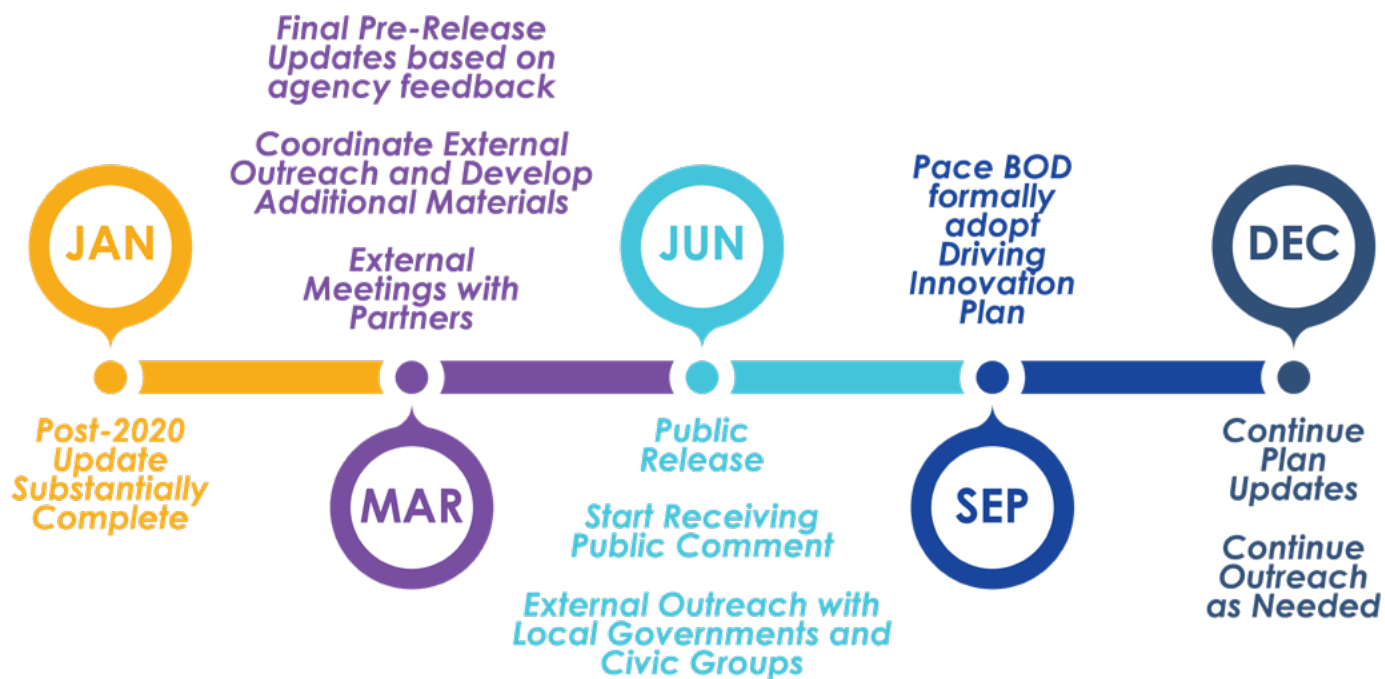 JAN
Post-2020
Update
Substantially
Complete
Final Pre-Release
Updates based on
agency feedback
Coordinate External
Outreach and Develop
Additional Materials
External
Meetings with
Partners
MAR
JUN
Public
Release
Start Receiving
Public Comment
External Outreach with
Local Governments and
Civic Groups
Pace BOD
formally
adopt
Driving
Innovation
Plan
SEP
DEC
Continue
Plan
Updates
Continue
Outreach
as Needed